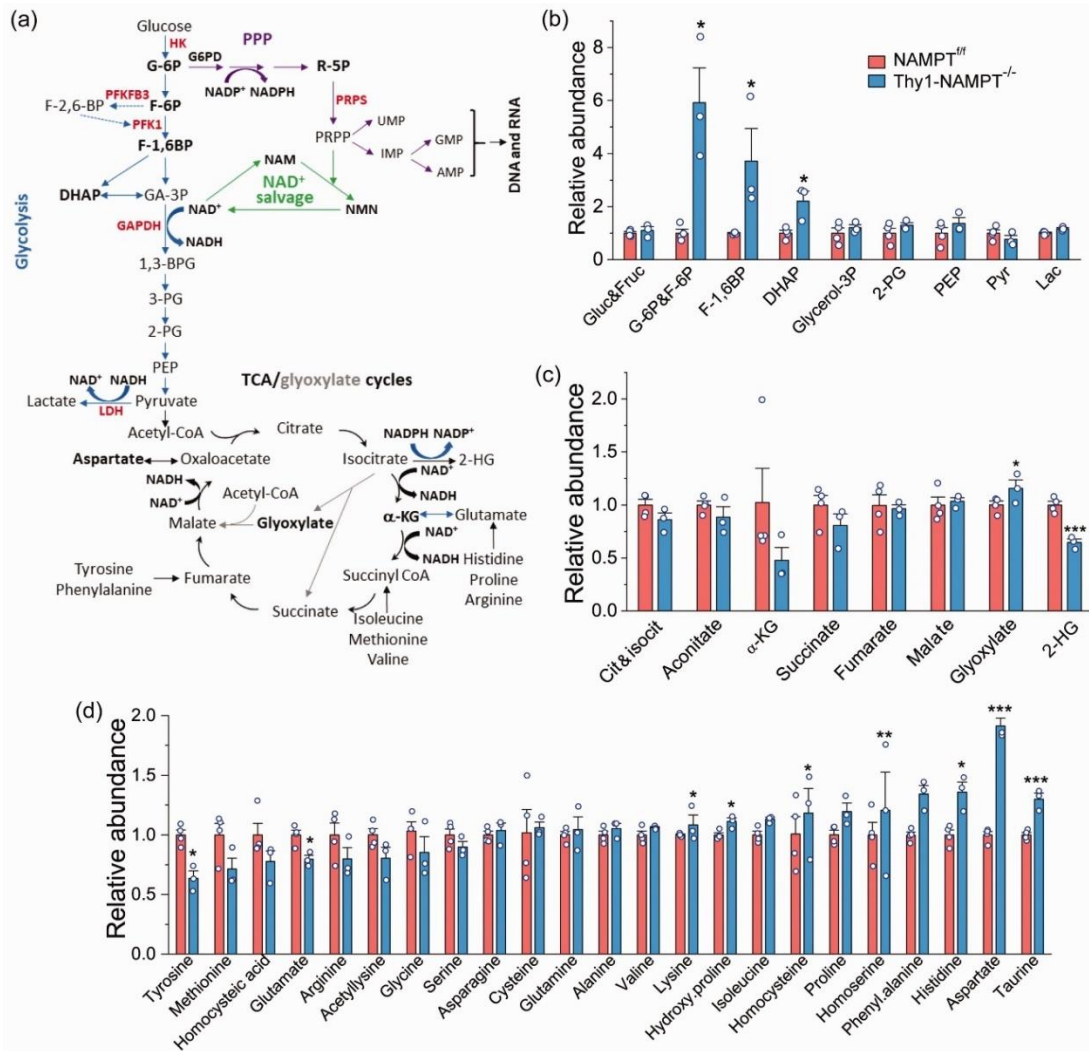 (a)
Glucose
HK
G-6P
G6PD
PPP
R-5P
NADP⁺ NADPH
PFKFB3
F-2,6-BP
F-6P
PFK1
PRPS
F-1,6BP
PRPP
UMP
IMP
GMP
AMP
DNA and RNA
NAM
NAD⁺
salvage
NMN
DHAP
GA-3P
NAD⁺
GAPDH
NADH
Glycolysis
1,3-BPG
3-PG
2-PG
PEP
NAD⁺ NADH
Lactate
LDH
Pyruvate
TCA/glyoxylate cycles
Acetyl-CoA
Citrate
NADPH NADP⁺
Aspartate
Oxaloacetate
Isocitrate
2-HG
NADH
NAD⁺
Acetyl-CoA
NAD⁺
NADH
Malate
Glyoxylate
α-KG
Glutamate
NAD⁺
NADH
Tyrosine
Phenylalanine
Fumarate
Succinyl CoA
Histidine
Proline
Arginine
Succinate
Isoleucine
Methionine
Valine
(b)
Relative abundance
8
6
4
2
0
NAMPT^f/f
Thy1-NAMPT^-/-
*
*
*
Gluc&Fruc
G-6P&F-6P
F-1,6BP
DHAP
Glycerol-3P
2-PG
PEP
Pyr
Lac
(c)
Relative abundance
2.0
1.5
1.0
0.5
0.0
*
***
Cit & isocit
Aconitate
α-KG
Succinate
Fumarate
Malate
Glyoxylate
2-HG
(d)
Relative abundance
2.0
1.5
1.0
0.5
0.0
*
*
*
*
*
**
*
***
***
Tyrosine
Methionine
Homocysteic acid
Glutamate
Arginine
Acetyllysine
Glycine
Serine
Asparagine
Cysteine
Glutamine
Alanine
Valine
Lysine
Hydroxy.proline
Isoleucine
Homocysteine
Proline
Homoserine
Phenyl.alanine
Histidine
Aspartate
Taurine